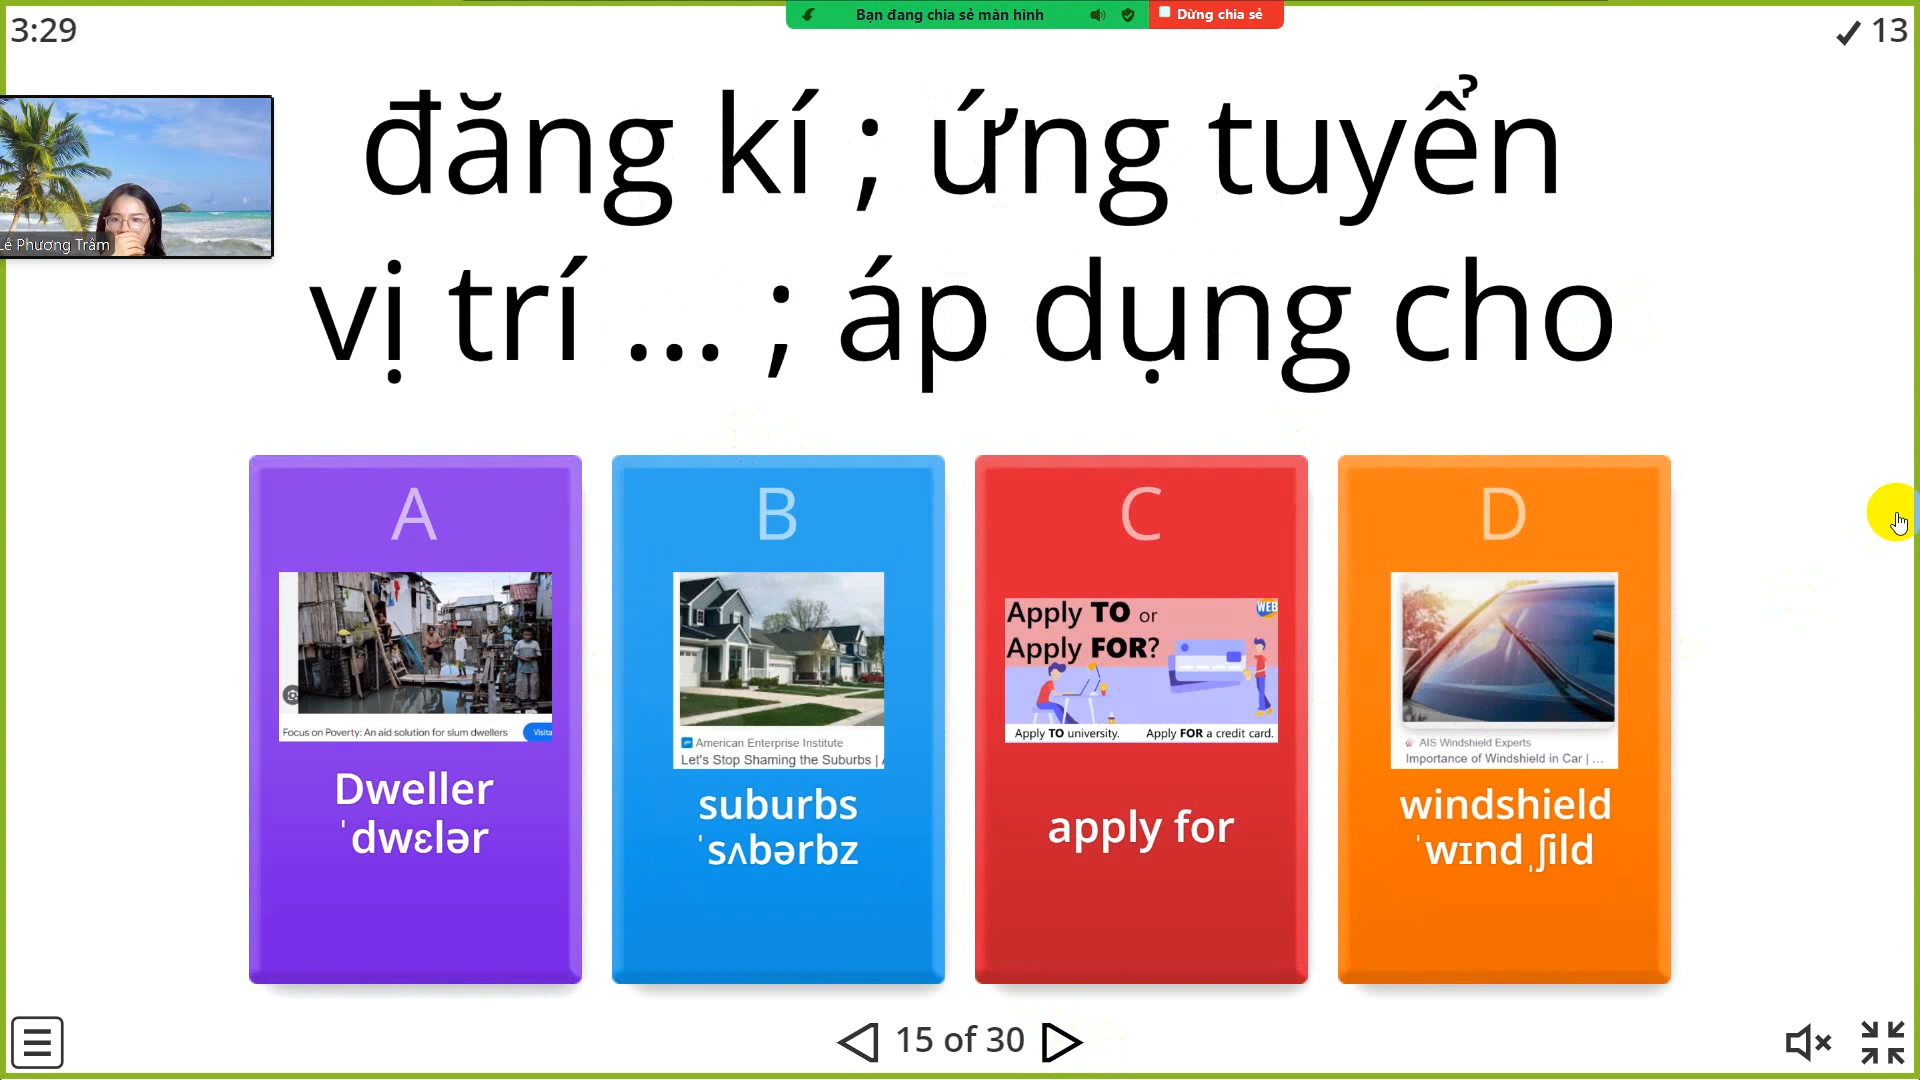 3:29
Bạn đang chia sẻ màn hình
Dừng chia sẻ
13
Lê Phương Trâm
đăng kí ; ứng tuyển
vị trí ... ; áp dụng cho
A
Focus on Poverty: An aid solution for slum dwellers
Visita
Dweller
ˈdwɛlər
B
American Enterprise Institute
Let's Stop Shaming the Suburbs |
suburbs
ˈsʌbərbz
C
Apply TO or
Apply FOR?
WEB
Apply TO university.
Apply FOR a credit card.
apply for
D
AIS Windshield Experts
Importance of Windshield in Car | ...
windshield
ˈwɪndˌʃild
15 of 30